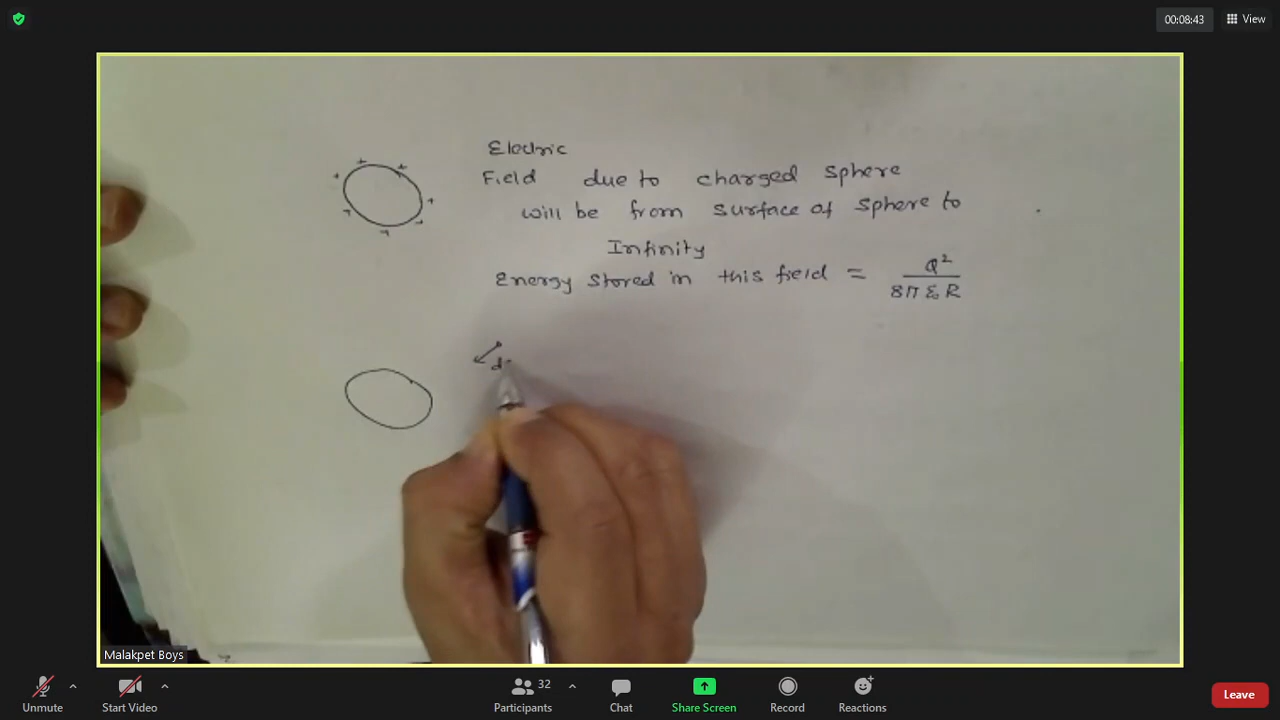 00:08:43
View
Electric
Field due to charged sphere
will be from surface of sphere to
Infinity
Energy stored in this field = Q²
8π ε₀ R
Malakpet Boys
Unmute
Start Video
32
Participants
Chat
Share Screen
Record
Reactions
Leave